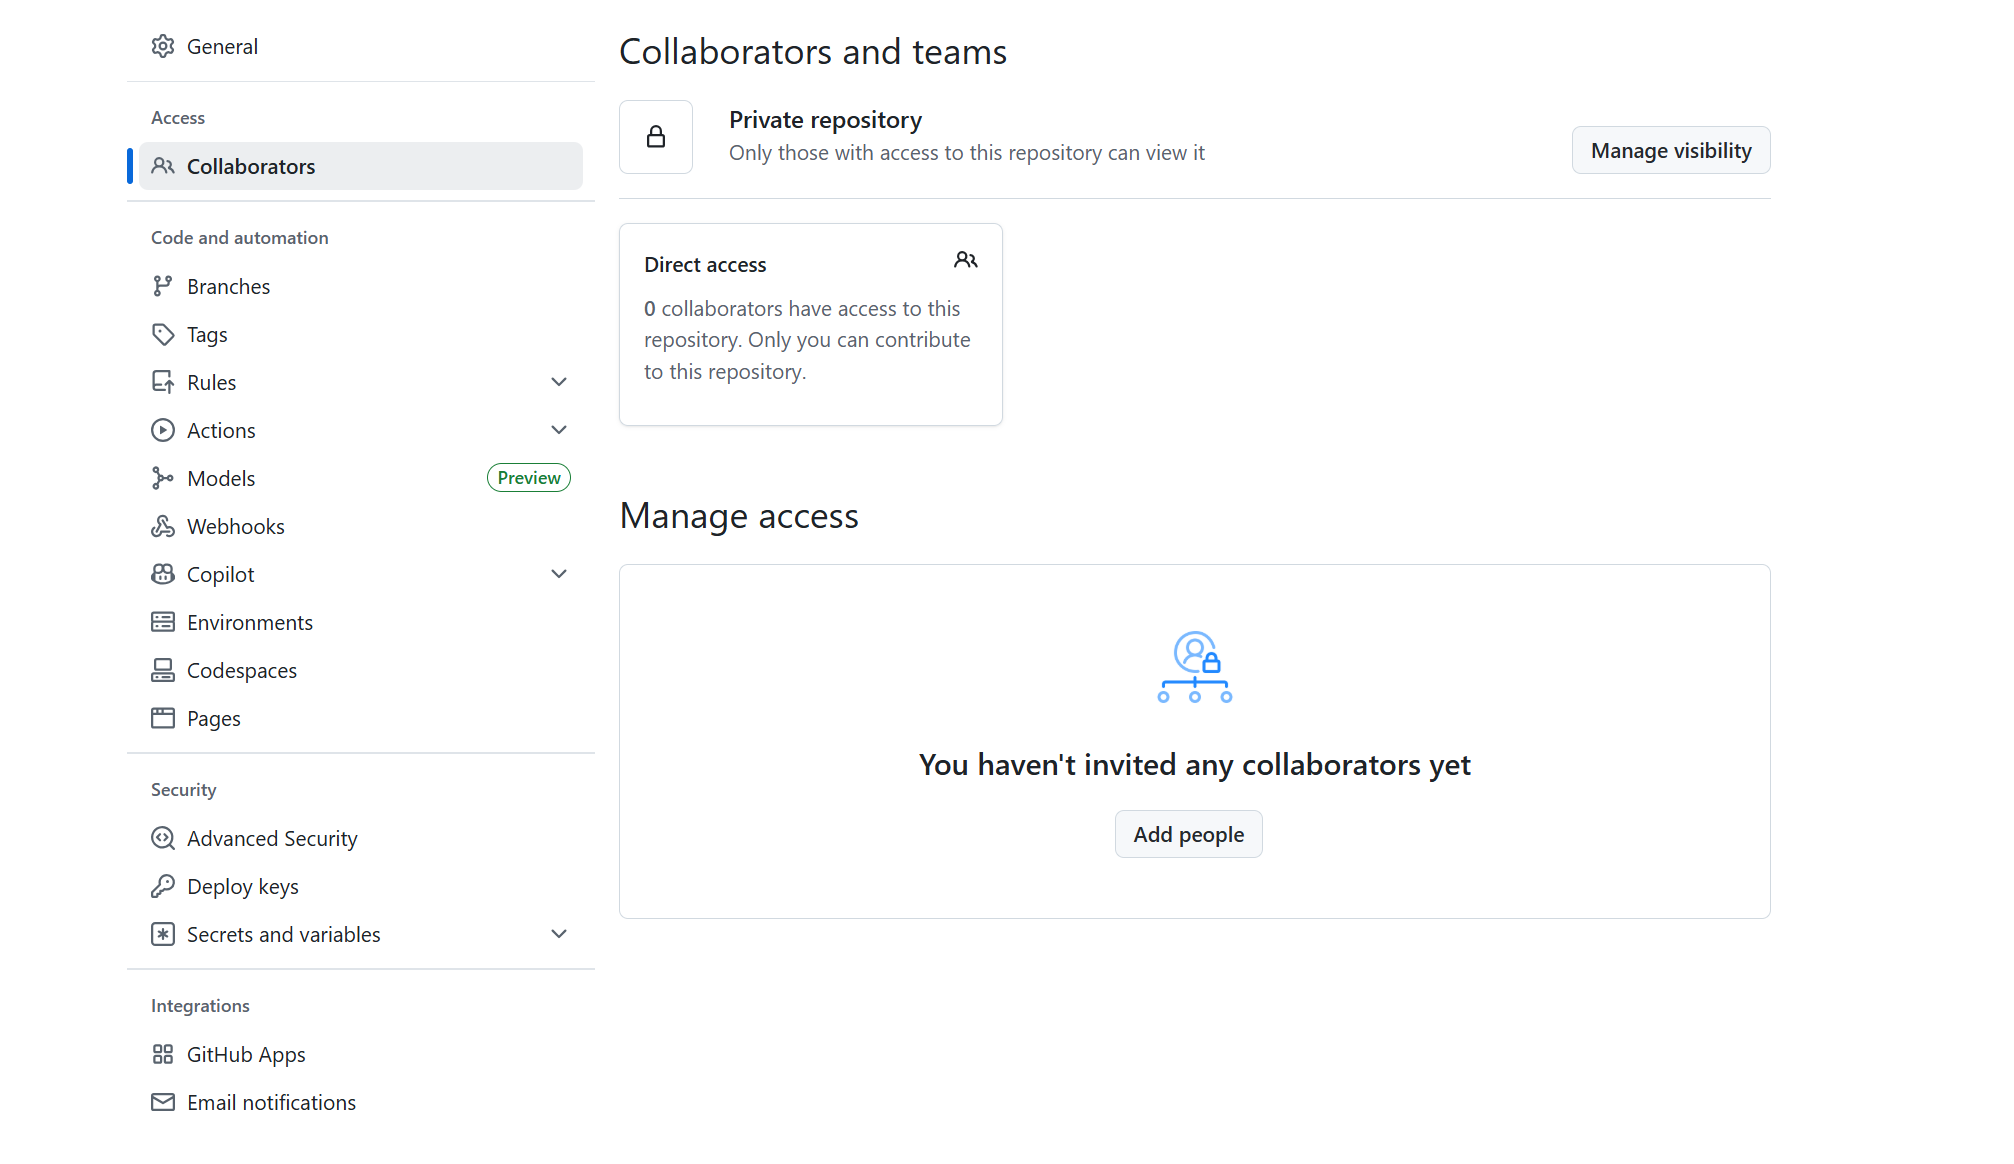 General
Access
Collaborators
Code and automation
Branches
Tags
Rules
Actions
Models
Preview
Webhooks
Copilot
Environments
Codespaces
Pages
Security
Advanced Security
Deploy keys
Secrets and variables
Integrations
GitHub Apps
Email notifications
Collaborators and teams
Private repository
Only those with access to this repository can view it
Manage visibility
Direct access
0 collaborators have access to this
repository. Only you can contribute
to this repository.
Manage access
You haven't invited any collaborators yet
Add people